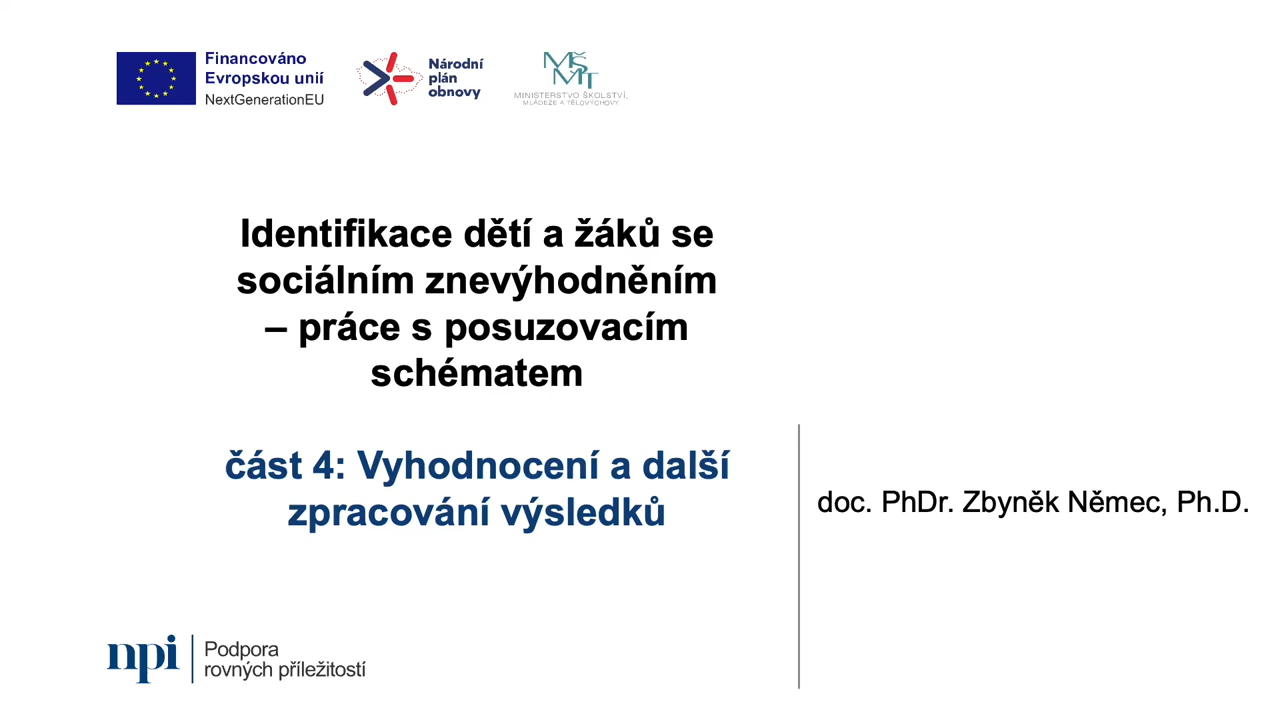 Financováno
Evropskou unií
NextGenerationEU
Národní
plán
obnovy
MŠMT
MINISTERSTVO ŠKOLSTVÍ,
MLÁDEŽE A TĚLOVÝCHOVY
Identifikace dětí a žáků se
sociálním znevýhodněním
– práce s posuzovacím
schématem
část 4: Vyhodnocení a další
zpracování výsledků
doc. PhDr. Zbyněk Němec, Ph.D.
npi
Podpora
rovných příležitostí